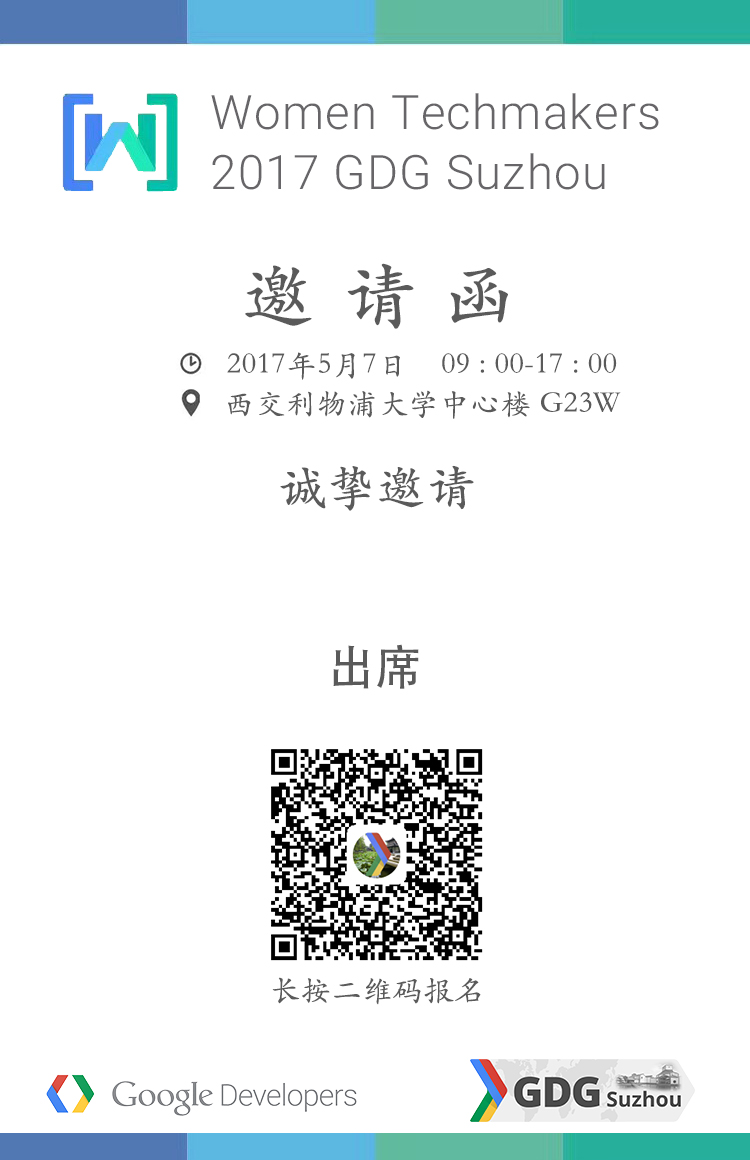 Women Techmakers
2017 GDG Suzhou
邀请函
2017年5月7日 09 : 00-17 : 00
西交利物浦大学中心楼 G23W
诚挚邀请
出席
长按二维码报名
Google Developers
GDG Suzhou